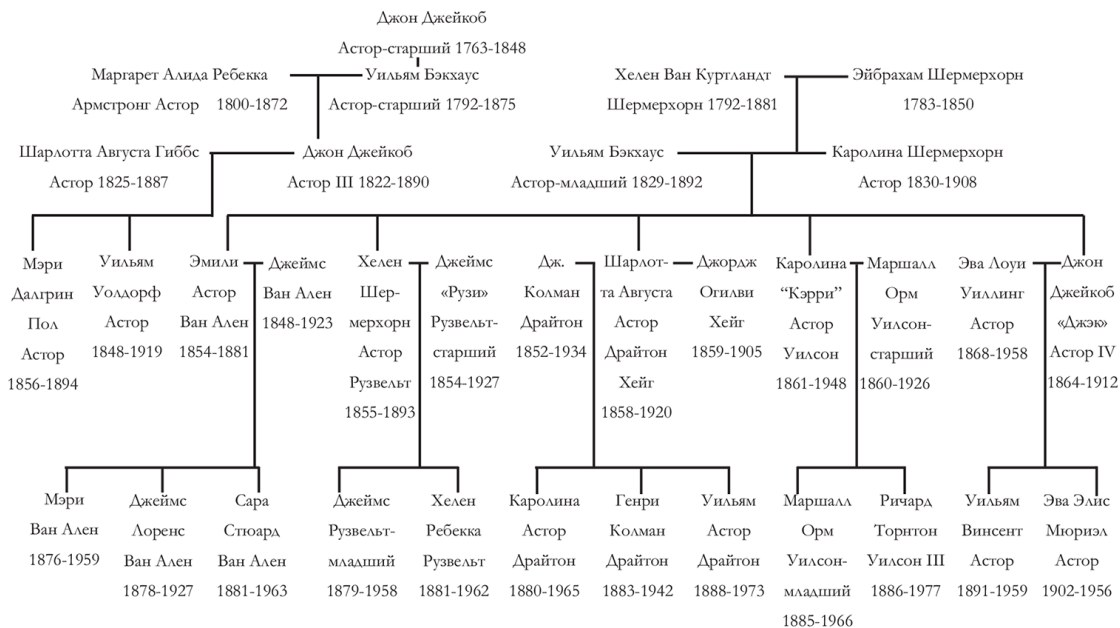 Джон Джейкоб
Астор-старший 1763-1848
Маргарет Алида Ребекка
Армстронг Астор 1800-1872
Уильям Бэкхаус
Астор-старший 1792-1875
Хелен Ван Куртландт
Шермерхорн 1792-1881
Эйбрахам Шермерхорн
1783-1850
Шарлотта Августа Гиббс
Астор 1825-1887
Джон Джейкоб
Астор III 1822-1890
Уильям Бэкхаус
Астор-младший 1829-1892
Каролина Шермерхорн
Астор 1830-1908
Мэри
Далгрин
Пол
Астор
1856-1894
Уильям
Уолдорф
Астор
1848-1919
Эмили
Астор
Ван Ален
1854-1881
Джеймс
Ван Ален
1848-1923
Хелен
Шер-
мерхорн
Астор
Рузвельт
1855-1893
Джеймс
«Рузи»
Рузвельт-
старший
1854-1927
Дж.
Колман
Драйтон
1852-1934
Шарлот-
та Августа
Астор
Драйтон
Хейг
1858-1920
Джордж
Огилви
Хейг
1859-1905
Каролина
“Кэрри”
Астор
Уилсон
1861-1948
Маршалл
Орм
Уилсон-
старший
1860-1926
Эва Лоуи
Уиллинг
Астор
1868-1958
Джон
Джейкоб
«Джэк»
Астор IV
1864-1912
Мэри
Ван Ален
1876-1959
Джеймс
Лоренс
Ван Ален
1878-1927
Сара
Стюард
Ван Ален
1881-1963
Джеймс
Рузвельт-
младший
1879-1958
Хелен
Ребекка
Рузвельт
1881-1962
Каролина
Астор
Драйтон
1880-1965
Генри
Колман
Драйтон
1883-1942
Уильям
Астор
Драйтон
1888-1973
Маршалл
Орм
Уилсон-
младший
1885-1966
Ричард
Торнтон
Уилсон III
1886-1977
Уильям
Винсент
Астор
1891-1959
Эва Элис
Мюриэл
Астор
1902-1956